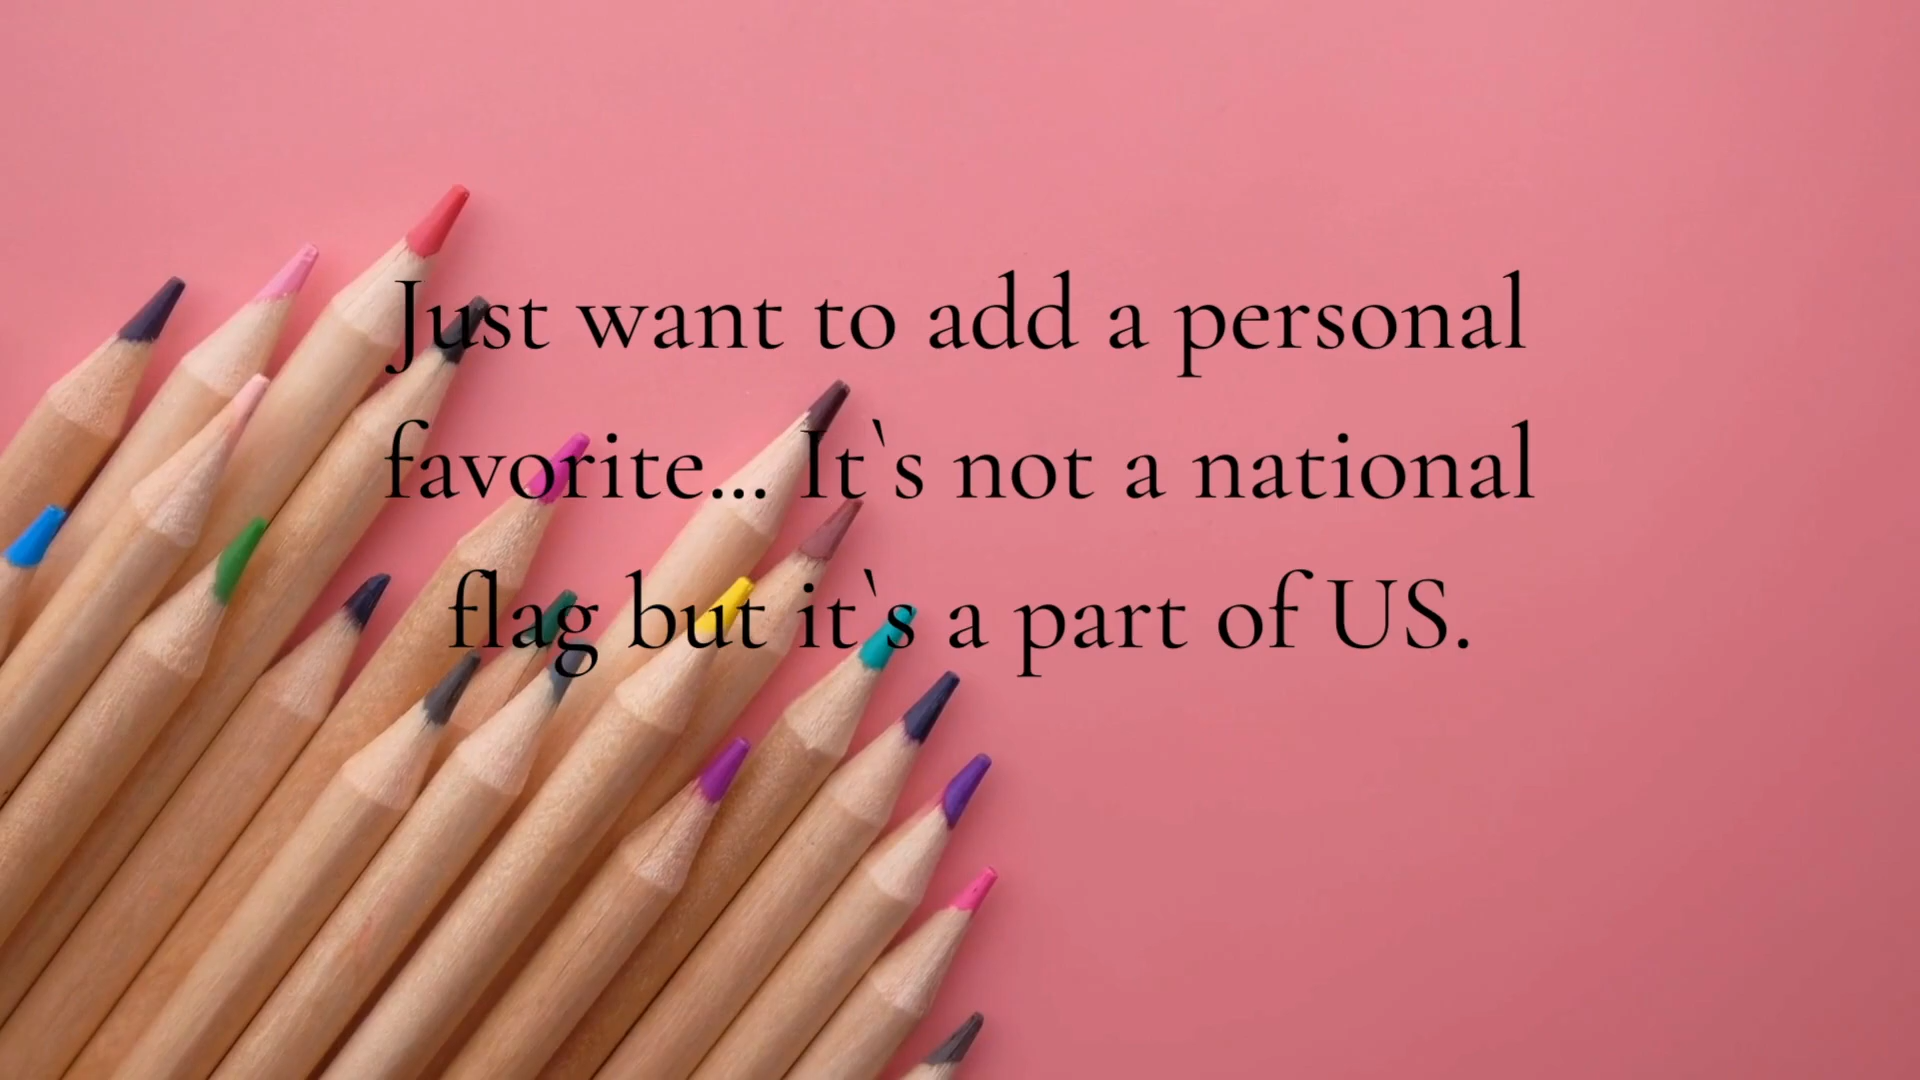 Just want to add a personal
favorite... It`s not a national
flag but it`s a part of US.